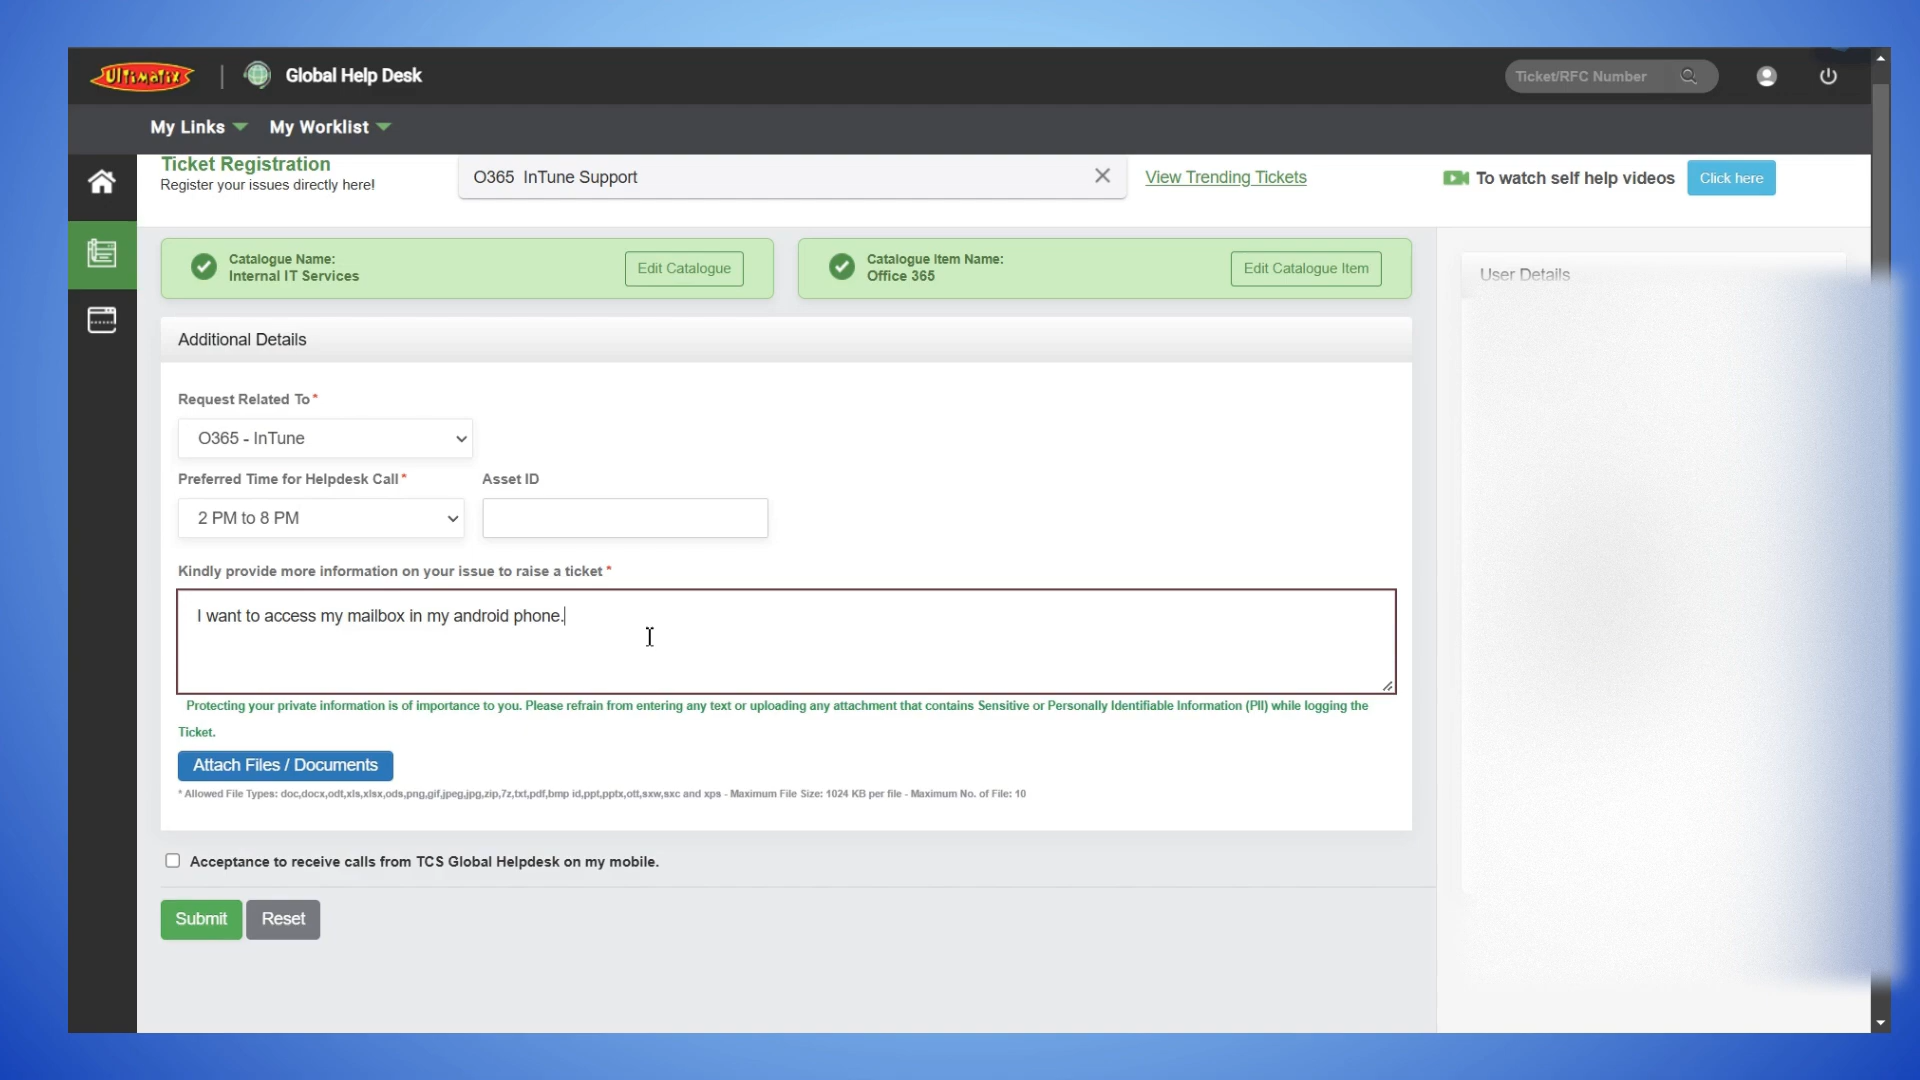 Ultimatix
Global Help Desk
Ticket/RFC Number
My Links
My Worklist
Ticket Registration
Register your issues directly here!
O365 InTune Support
View Trending Tickets
To watch self help videos
Click here
Catalogue Name:
Internal IT Services
Edit Catalogue
Catalogue Item Name:
Office 365
Edit Catalogue Item
User Details
Additional Details
Request Related To*
O365 - InTune
Preferred Time for Helpdesk Call*
Asset ID
2 PM to 8 PM
Kindly provide more information on your issue to raise a ticket *
I want to access my mailbox in my android phone.
Protecting your private information is of importance to you. Please refrain from entering any text or uploading any attachment that contains Sensitive or Personally Identifiable Information (PII) while logging the
Ticket.
Attach Files / Documents
* Allowed File Types: doc,docx,odt,xls,xlsx,ods,png,gif,jpeg,jpg,zip,7z,txt,pdf,bmp id,ppt,pptx,ott,sxw,sxc and xps - Maximum File Size: 1024 KB per file - Maximum No. of File: 10
Acceptance to receive calls from TCS Global Helpdesk on my mobile.
Submit
Reset